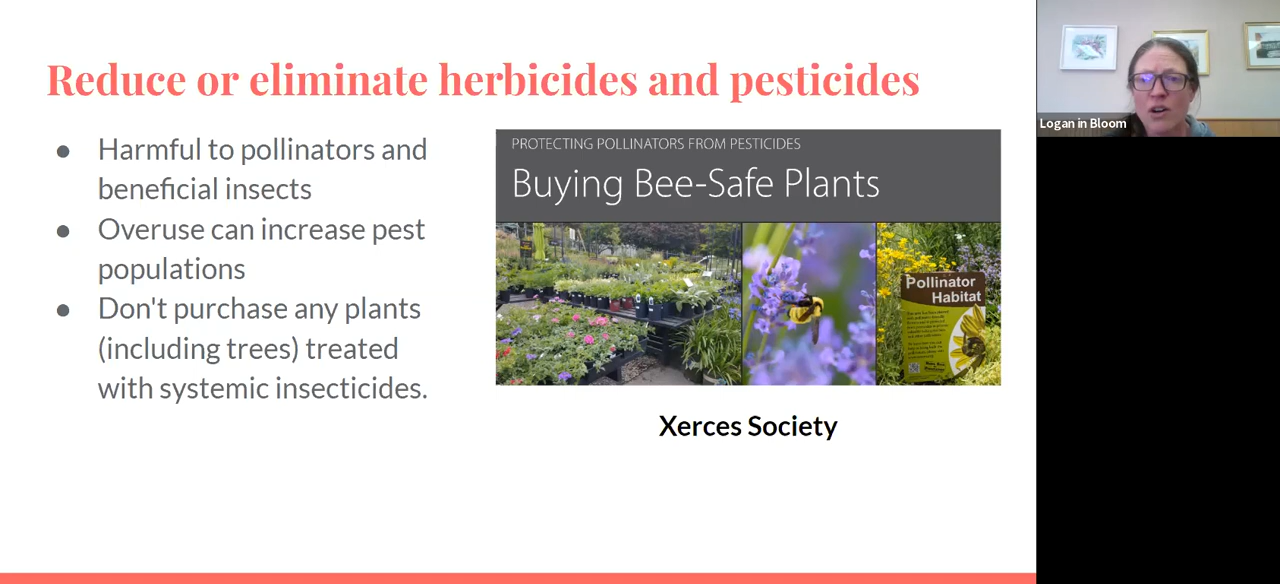 Reduce or eliminate herbicides and pesticides
● Harmful to pollinators and
beneficial insects
● Overuse can increase pest
populations
● Don't purchase any plants
(including trees) treated
with systemic insecticides.
PROTECTING POLLINATORS FROM PESTICIDES
Buying Bee-Safe Plants
Pollinator
Habitat
Xerces Society
Logan in Bloom